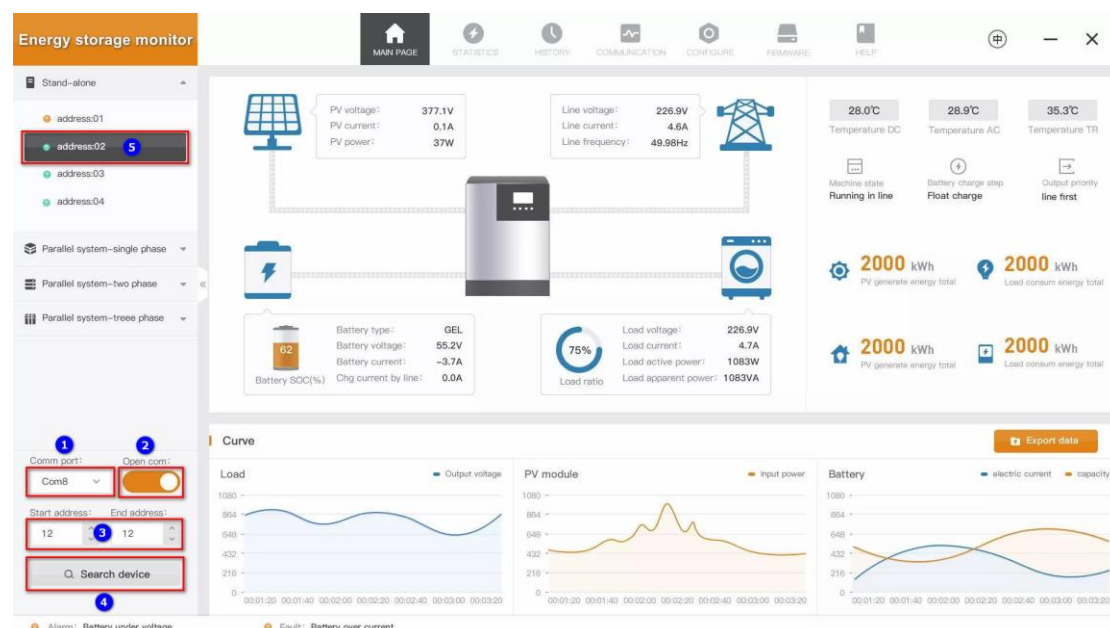 Energy storage monitor
MAIN PAGE
STATISTICS
HISTORY
COMMUNICATION
CONFIGURE
FIRMWARE
HELP
中
Stand-alone
address:01
address:02 5
address:03
address:04
Parallel system-single phase
Parallel system-two phase
Parallel system-treee phase
PV voltage: 377.1V
PV current: 0.1A
PV power: 37W
Line voltage: 226.9V
Line current: 4.6A
Line frequency: 49.98Hz
62
Battery SOC(%)
Battery type: GEL
Battery voltage: 55.2V
Battery current: -3.7A
Chg current by line: 0.0A
75%
Load ratio
Load voltage: 226.9V
Load current: 4.7A
Load active power: 1083W
Load apparent power: 1083VA
28.0℃ 28.9℃ 35.3℃
Temperature DC Temperature AC Temperature TR
Machine state Battery charge step Output priority
Running in line Float charge line first
2000 kWh 2000 kWh
PV generate energy total Load consum energy total
2000 kWh 2000 kWh
PV generate energy total Load consum energy total
1 2
Comm port: Open com:
Com8
Start address: End address:
12 3 12
Search device
4
Curve
Export data
Load Output voltage
1080
864
648
432
216
0
00:01:20 00:01:40 00:02:00 00:02:20 00:02:40 00:03:00 00:03:20
PV module Input power
1080
864
648
432
216
0
00:01:20 00:01:40 00:02:00 00:02:20 00:02:40 00:03:00 00:03:20
Battery electric current capacity
1080
864
648
432
216
0
00:01:20 00:01:40 00:02:00 00:02:20 00:02:40 00:03:00 00:03:20
Alarm: Battery under voltage Fault: Battery over current